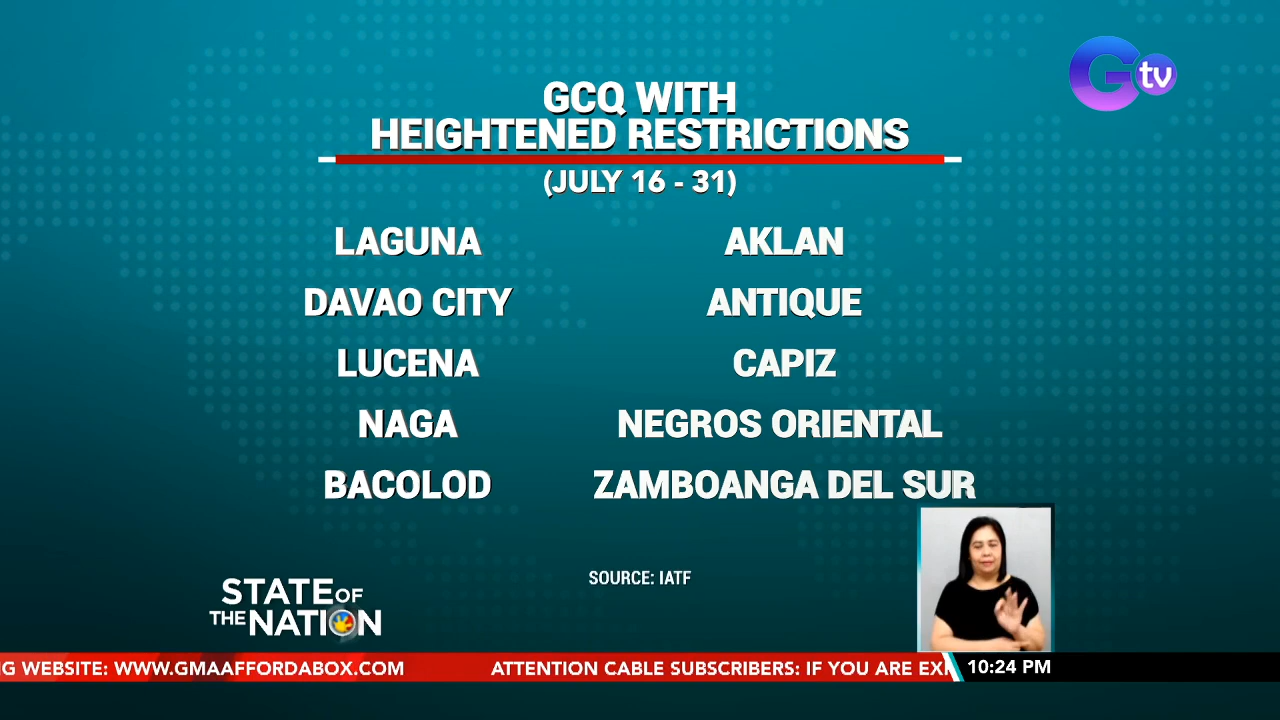 Gtv
GCQ WITH
HEIGHTENED RESTRICTIONS
(JULY 16 - 31)
LAGUNA
DAVAO CITY
LUCENA
NAGA
BACOLOD
AKLAN
ANTIQUE
CAPIZ
NEGROS ORIENTAL
ZAMBOANGA DEL SUR
SOURCE: IATF
STATE OF
THE NATION
G WEBSITE: WWW.GMAAFFORDABOX.COM ATTENTION CABLE SUBSCRIBERS: IF YOU ARE 10:24 PM